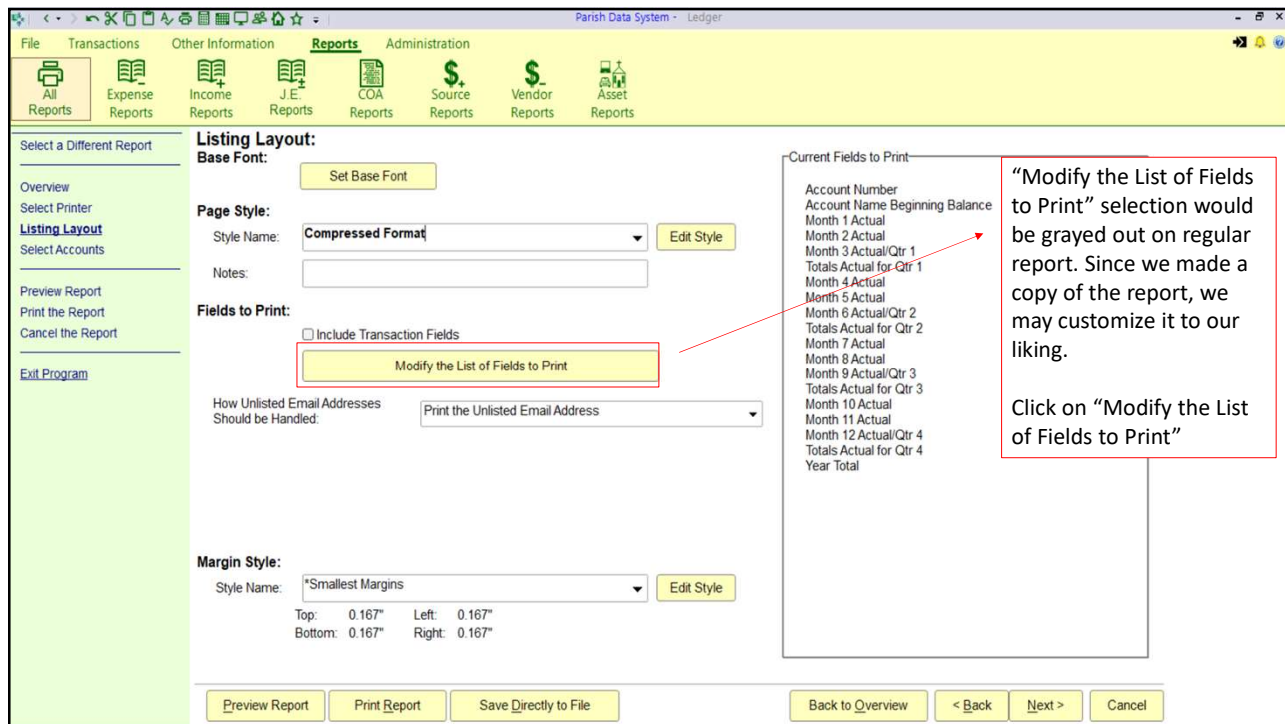 Parish Data System - Ledger
File Transactions Other Information Reports Administration
All Reports
Expense Reports
Income Reports
J.E. Reports
COA Reports
Source Reports
Vendor Reports
Asset Reports
Select a Different Report
Overview
Select Printer
Listing Layout
Select Accounts
Preview Report
Print the Report
Cancel the Report
Exit Program
Listing Layout:
Base Font:
Set Base Font
Page Style:
Style Name: Compressed Format Edit Style
Notes:
Fields to Print:
Include Transaction Fields
Modify the List of Fields to Print
How Unlisted Email Addresses
Should be Handled:
Print the Unlisted Email Address
Margin Style:
Style Name: *Smallest Margins Edit Style
Top: 0.167" Left: 0.167"
Bottom: 0.167" Right: 0.167"
Current Fields to Print
Account Number
Account Name Beginning Balance
Month 1 Actual
Month 2 Actual
Month 3 Actual/Qtr 1
Totals Actual for Qtr 1
Month 4 Actual
Month 5 Actual
Month 6 Actual/Qtr 2
Totals Actual for Qtr 2
Month 7 Actual
Month 8 Actual
Month 9 Actual/Qtr 3
Totals Actual for Qtr 3
Month 10 Actual
Month 11 Actual
Month 12 Actual/Qtr 4
Totals Actual for Qtr 4
Year Total
“Modify the List of Fields
to Print” selection would
be grayed out on regular
report. Since we made a
copy of the report, we
may customize it to our
liking.
Click on “Modify the List
of Fields to Print”
Preview Report Print Report Save Directly to File Back to Overview < Back Next > Cancel